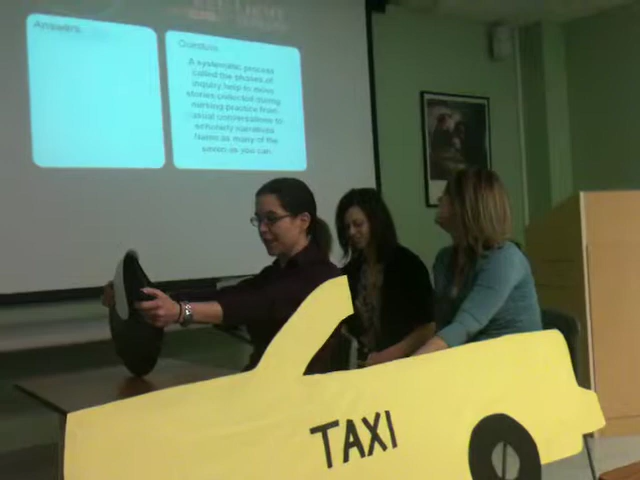 Answers
Question
A systematic process
called the phases of
inquiry help to move
stories collected during
nursing practice from
casual conversations to
scholarly narratives.
Name as many of the
seven as you can.
TAXI